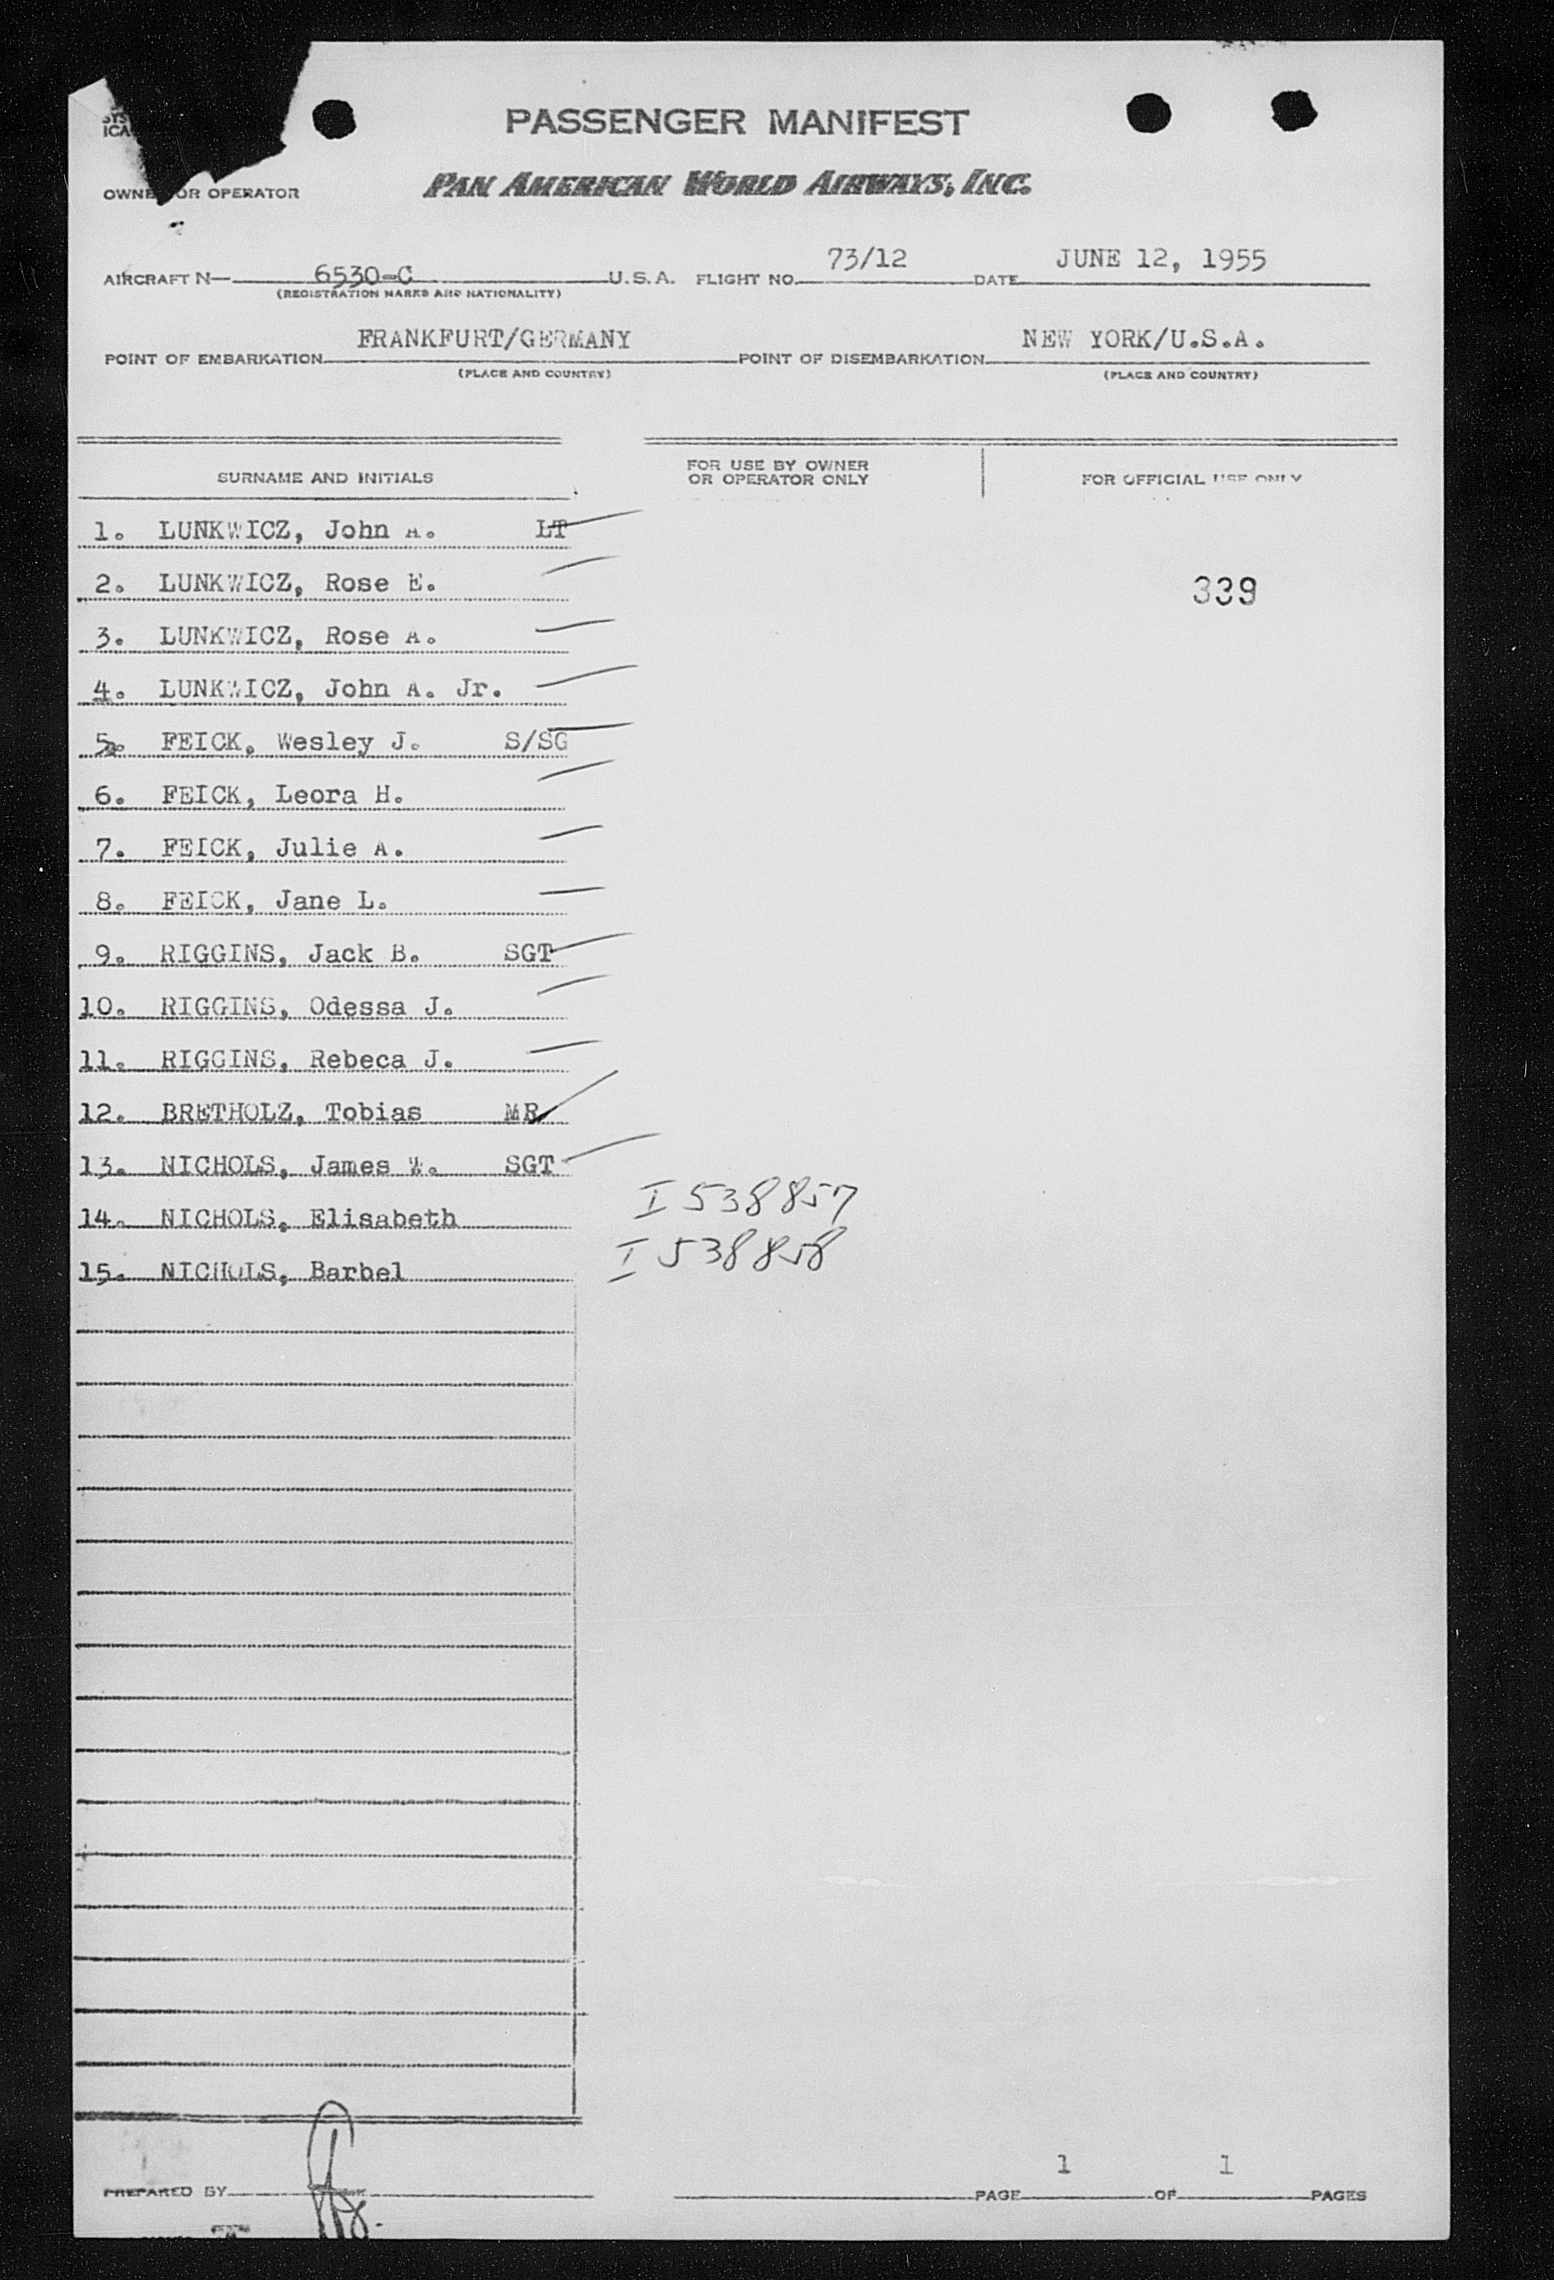 PASSENGER MANIFEST
PAN AMERICAN WORLD AIRWAYS, INC.
OWNER OR OPERATOR
AIRCRAFT N— 6530-C U.S.A. FLIGHT NO. 73/12 DATE JUNE 12, 1955
(REGISTRATION MARKS AND NATIONALITY)
POINT OF EMBARKATION FRANKFURT/GERMANY POINT OF DISEMBARKATION NEW YORK/U.S.A.
(PLACE AND COUNTRY) (PLACE AND COUNTRY)
SURNAME AND INITIALS FOR USE BY OWNER OR OPERATOR ONLY FOR OFFICIAL USE ONLY
1. LUNKWICZ, John A. LT
2. LUNKWICZ, Rose E.
339
3. LUNKWICZ, Rose A.
4. LUNKWICZ, John A. Jr.
5. FEICK, Wesley J. S/SG
6. FEICK, Leora H.
7. FEICK, Julie A.
8. FEICK, Jane L.
9. RIGGINS, Jack B. SGT
10. RIGGINS, Odessa J.
11. RIGGINS, Rebeca J.
12. BRETHOLZ, Tobias MR
13. NICHOLS, James W. SGT
14. NICHOLS, Elisabeth I 538857
15. NICHOLS, Barbel I 538858
PREPARED BY PAGE 1 OF 1 PAGES